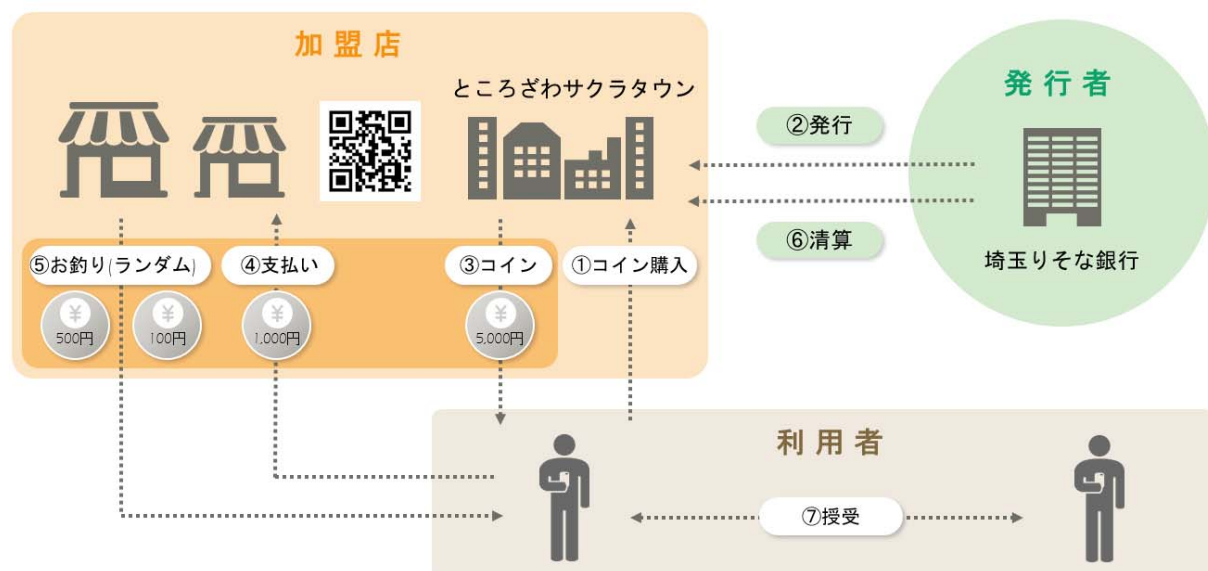 加盟店
ところざわサクラタウン
発行者
②発行
⑥清算
埼玉りそな銀行
⑤お釣り(ランダム)
④支払い
③コイン
①コイン購入
¥
500円
¥
100円
¥
1,000円
¥
5,000円
利用者
⑦授受